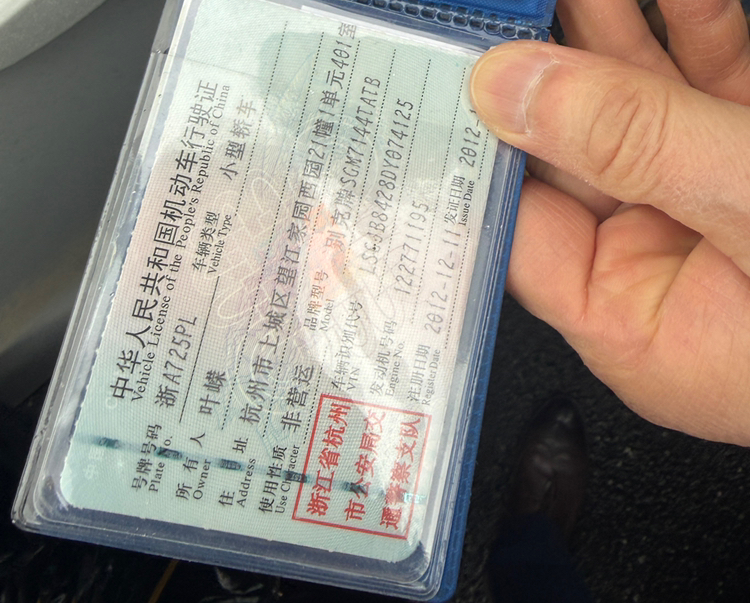 中华人民共和国机动车行驶证
Vehicle License of the People's Republic of China
号牌号码 浙A725PL 车辆类型 小型轿车
Plate No. Vehicle Type
所有人 叶嵘
Owner
住址 杭州市上城区望江家园西园21幢1单元401室
Address
使用性质 非营运 品牌型号 别克牌SGM7144TATB
Use Character Model
浙江省杭州
市公安局交
通警察支队
车辆识别代号 LSGJB8428DY074125
VIN
发动机号码 122771195
Engine No.
注册日期 2012-12-11 发证日期 2012
Register Date Issue Date